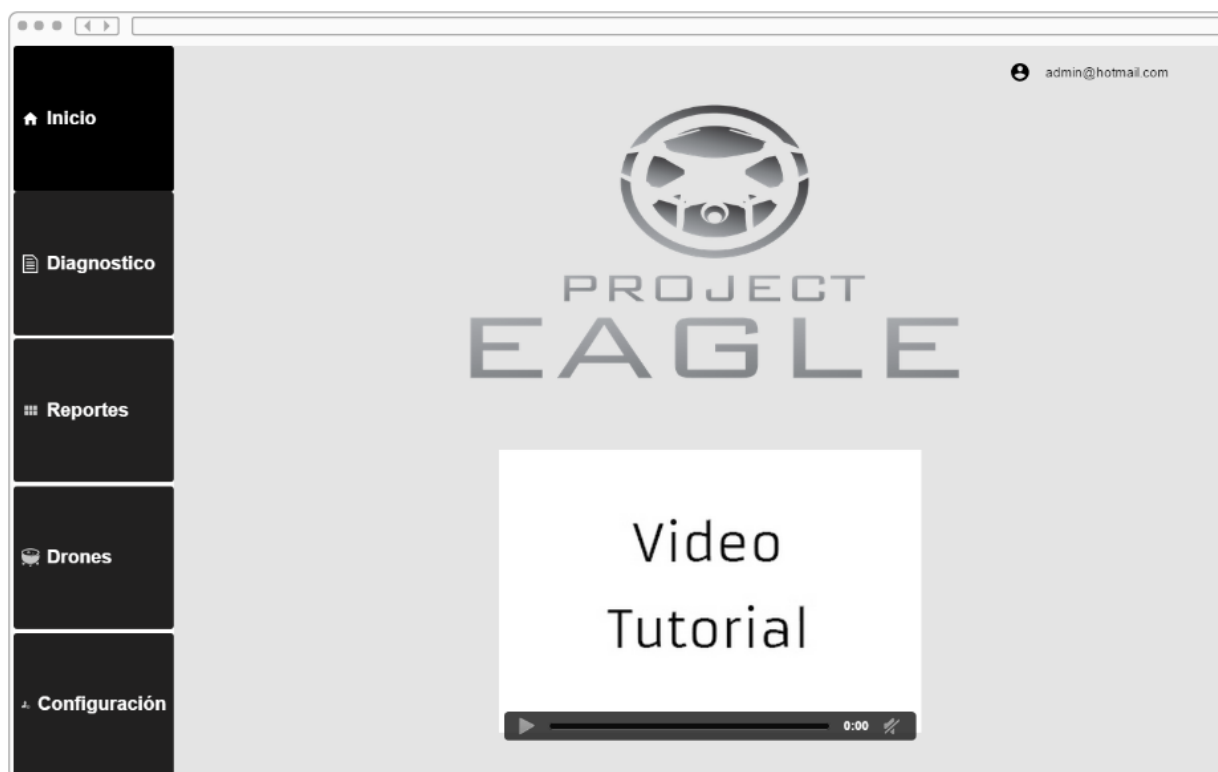 admin@hotmail.com
Inicio
Diagnostico
Reportes
Drones
Configuración
PROJECT
EAGLE
Video
Tutorial
0:00